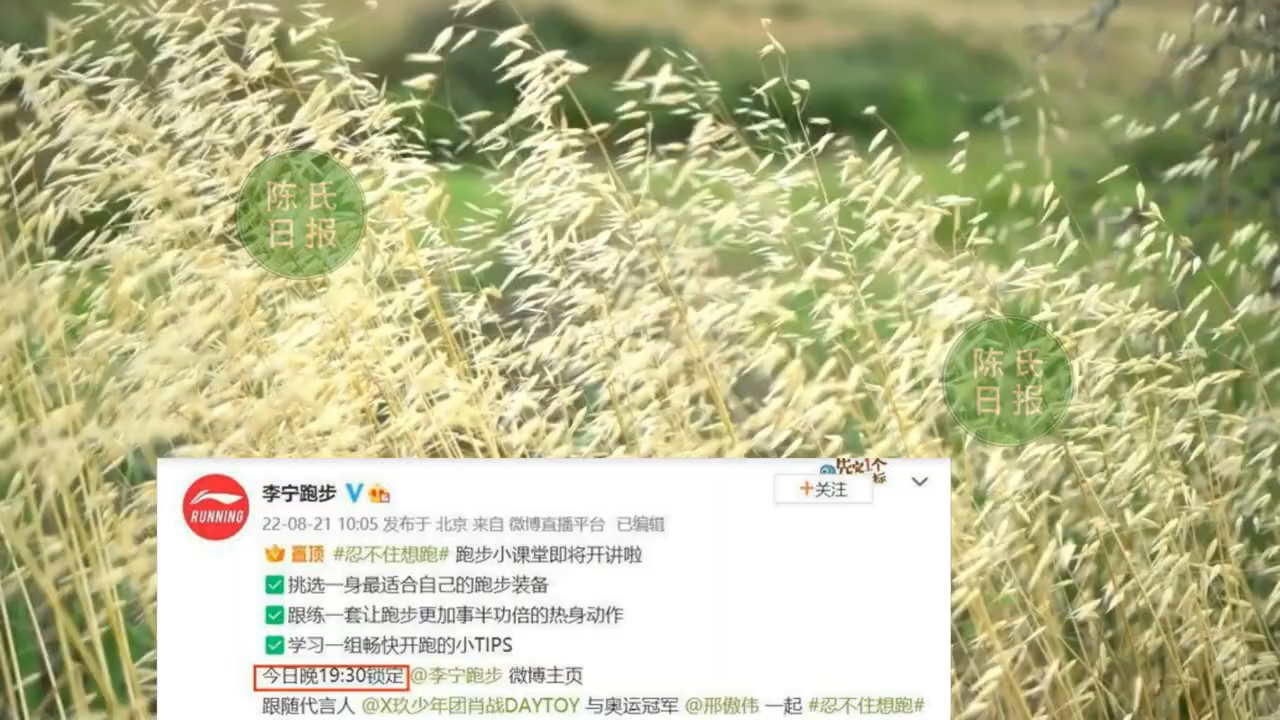 陈氏
日报
陈氏
日报
李宁跑步
RUNNING
+关注
22-08-21 10:05 发布于 北京 来自 微博直播平台 已编辑
置顶 #忍不住想跑# 跑步小课堂即将开讲啦
挑选一身最适合自己的跑步装备
跟练一套让跑步更加事半功倍的热身动作
学习一组畅快开跑的小TIPS
今日晚19:30锁定@李宁跑步 微博主页
跟随代言人 @X玖少年团肖战DAYTOY 与奥运冠军 @邢傲伟 一起 #忍不住想跑#